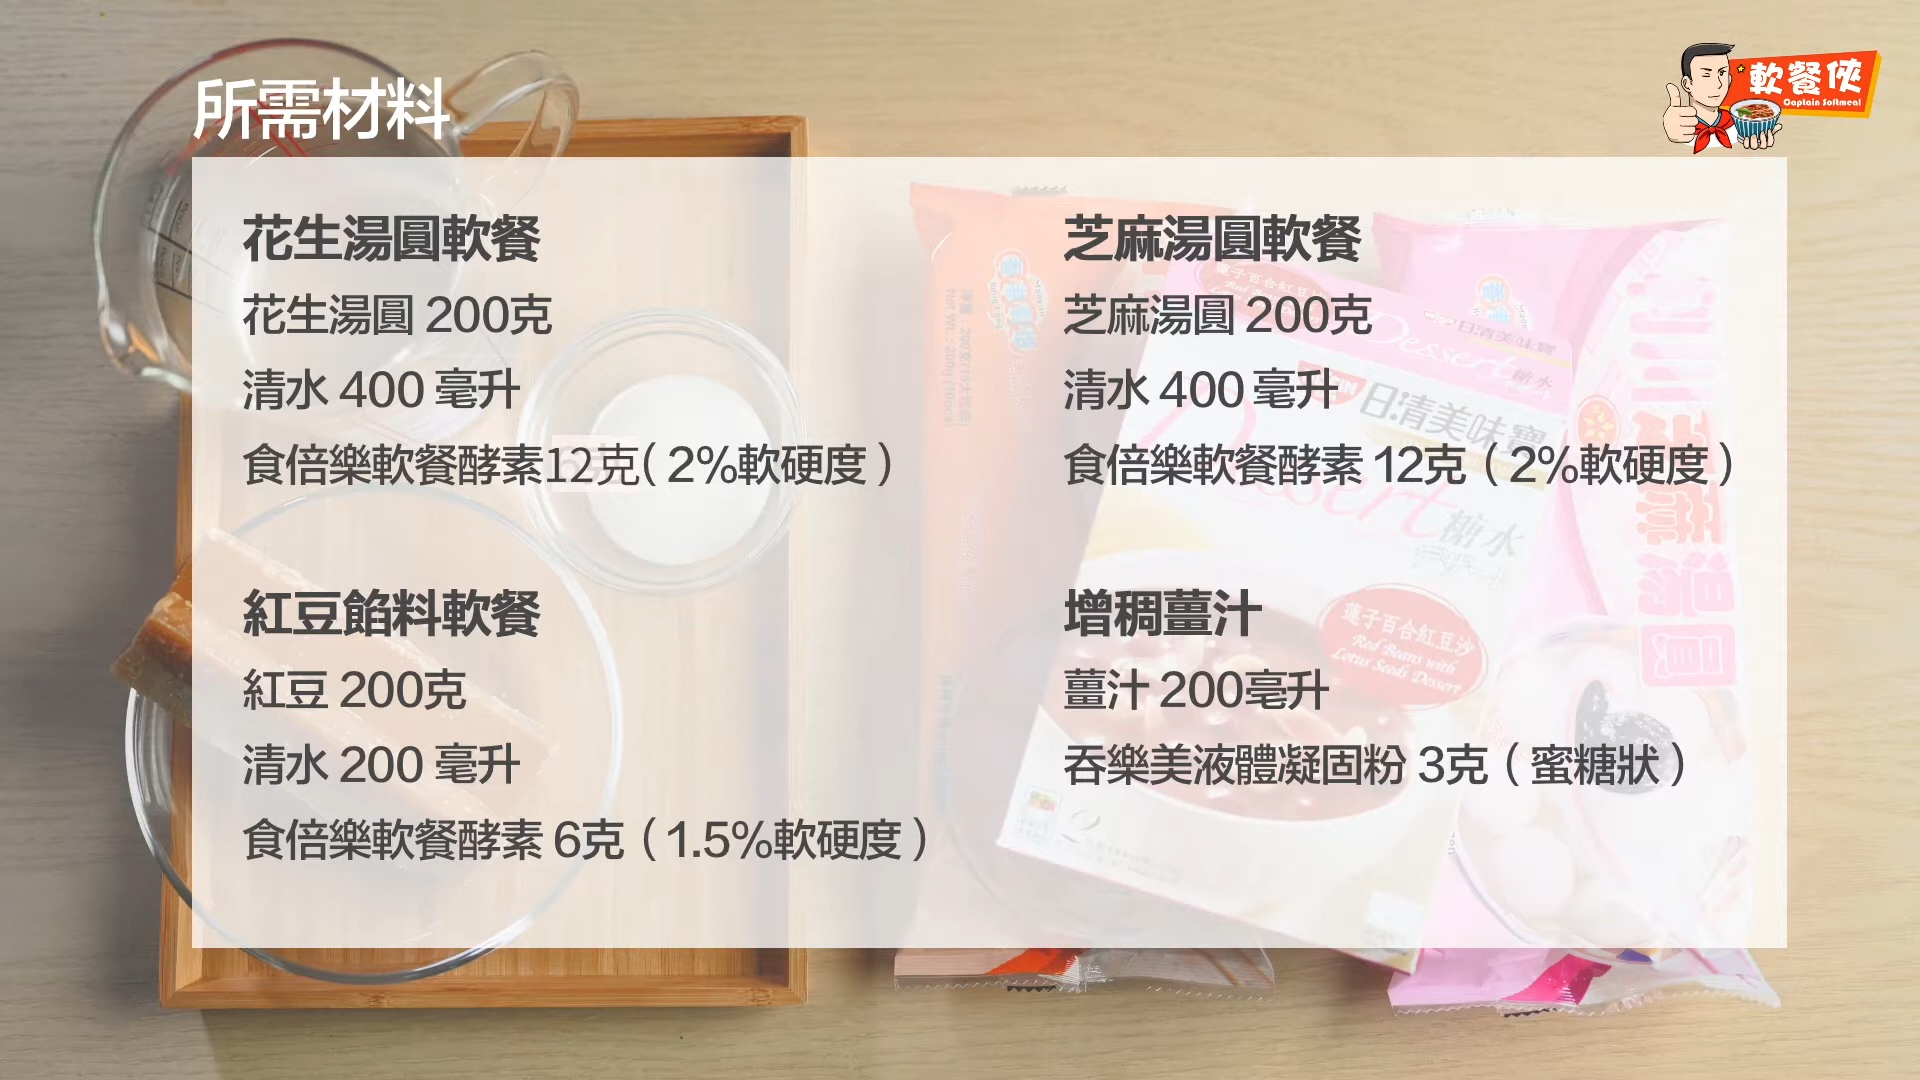 所需材料
軟餐俠
Captain Softmeal
花生湯圓軟餐
花生湯圓 200克
清水 400 毫升
食倍樂軟餐酵素12克( 2%軟硬度 )
芝麻湯圓軟餐
芝麻湯圓 200克
清水 400 毫升
食倍樂軟餐酵素 12克 ( 2%軟硬度 )
紅豆餡料軟餐
紅豆 200克
清水 200 毫升
食倍樂軟餐酵素 6克 ( 1.5%軟硬度 )
增稠薑汁
薑汁 200毫升
吞樂美液體凝固粉 3克 ( 蜜糖狀 )
日清美味寶
Dessert
糖水
蓮子百合紅豆沙
Red Beans with
Lotus Seeds Dessert